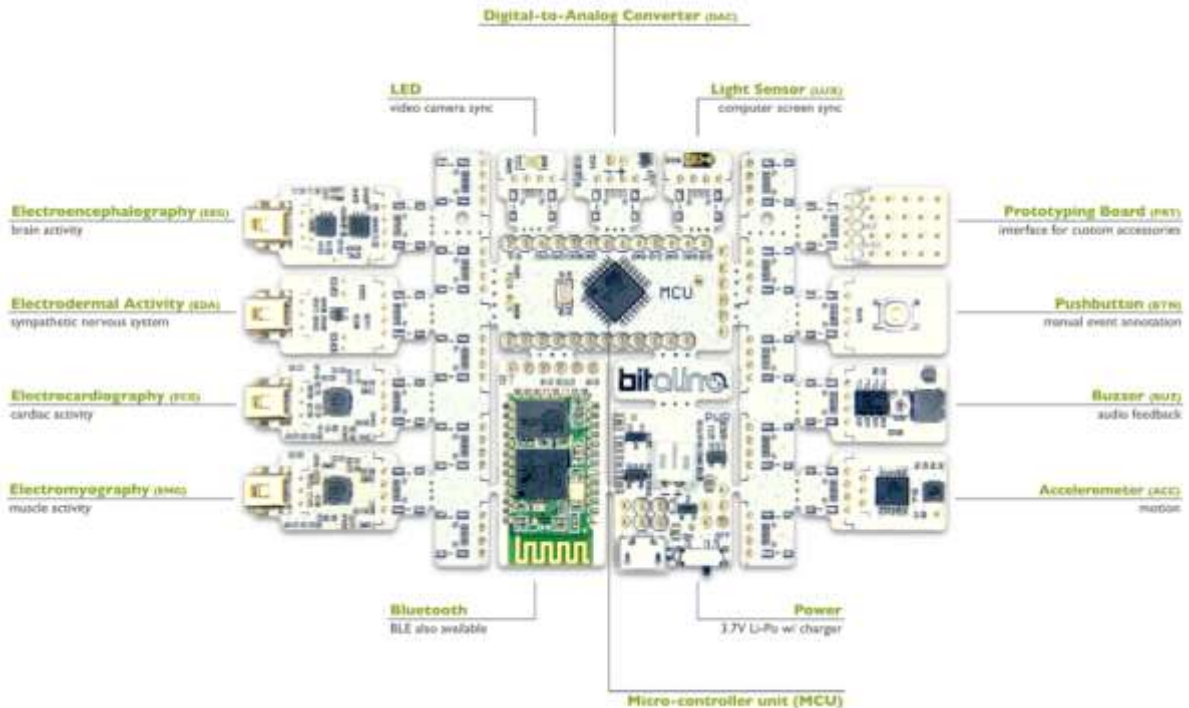 Digital-to-Analog Converter (DAC)
LED
video camera sync
Light Sensor (LUX)
computer screen sync
Electroencephalography (EEG)
brain activity
Prototyping Board (PRT)
interface for custom accessories
Electrodermal Activity (EDA)
sympathetic nervous system
MCU
Pushbutton (BTN)
manual event annotation
Electrocardiography (ECG)
cardiac activity
bitalino
Buzzer (BUZ)
audio feedback
PWR
Electromyography (EMG)
muscle activity
Accelerometer (ACC)
motion
Bluetooth
BLE also available
Power
3.7V Li-Po w/ charger
Micro-controller unit (MCU)